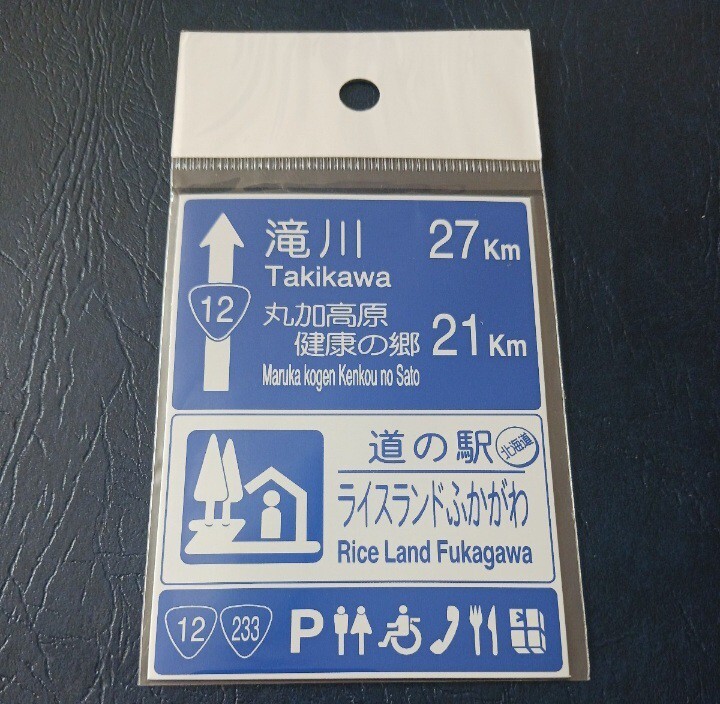 滝川 27Km
Takikawa
12
丸加高原
健康の郷 21Km
Maruka kogen Kenkou no Sato
道の駅 北海道
ライスランドふかがわ
Rice Land Fukagawa
12 233 P